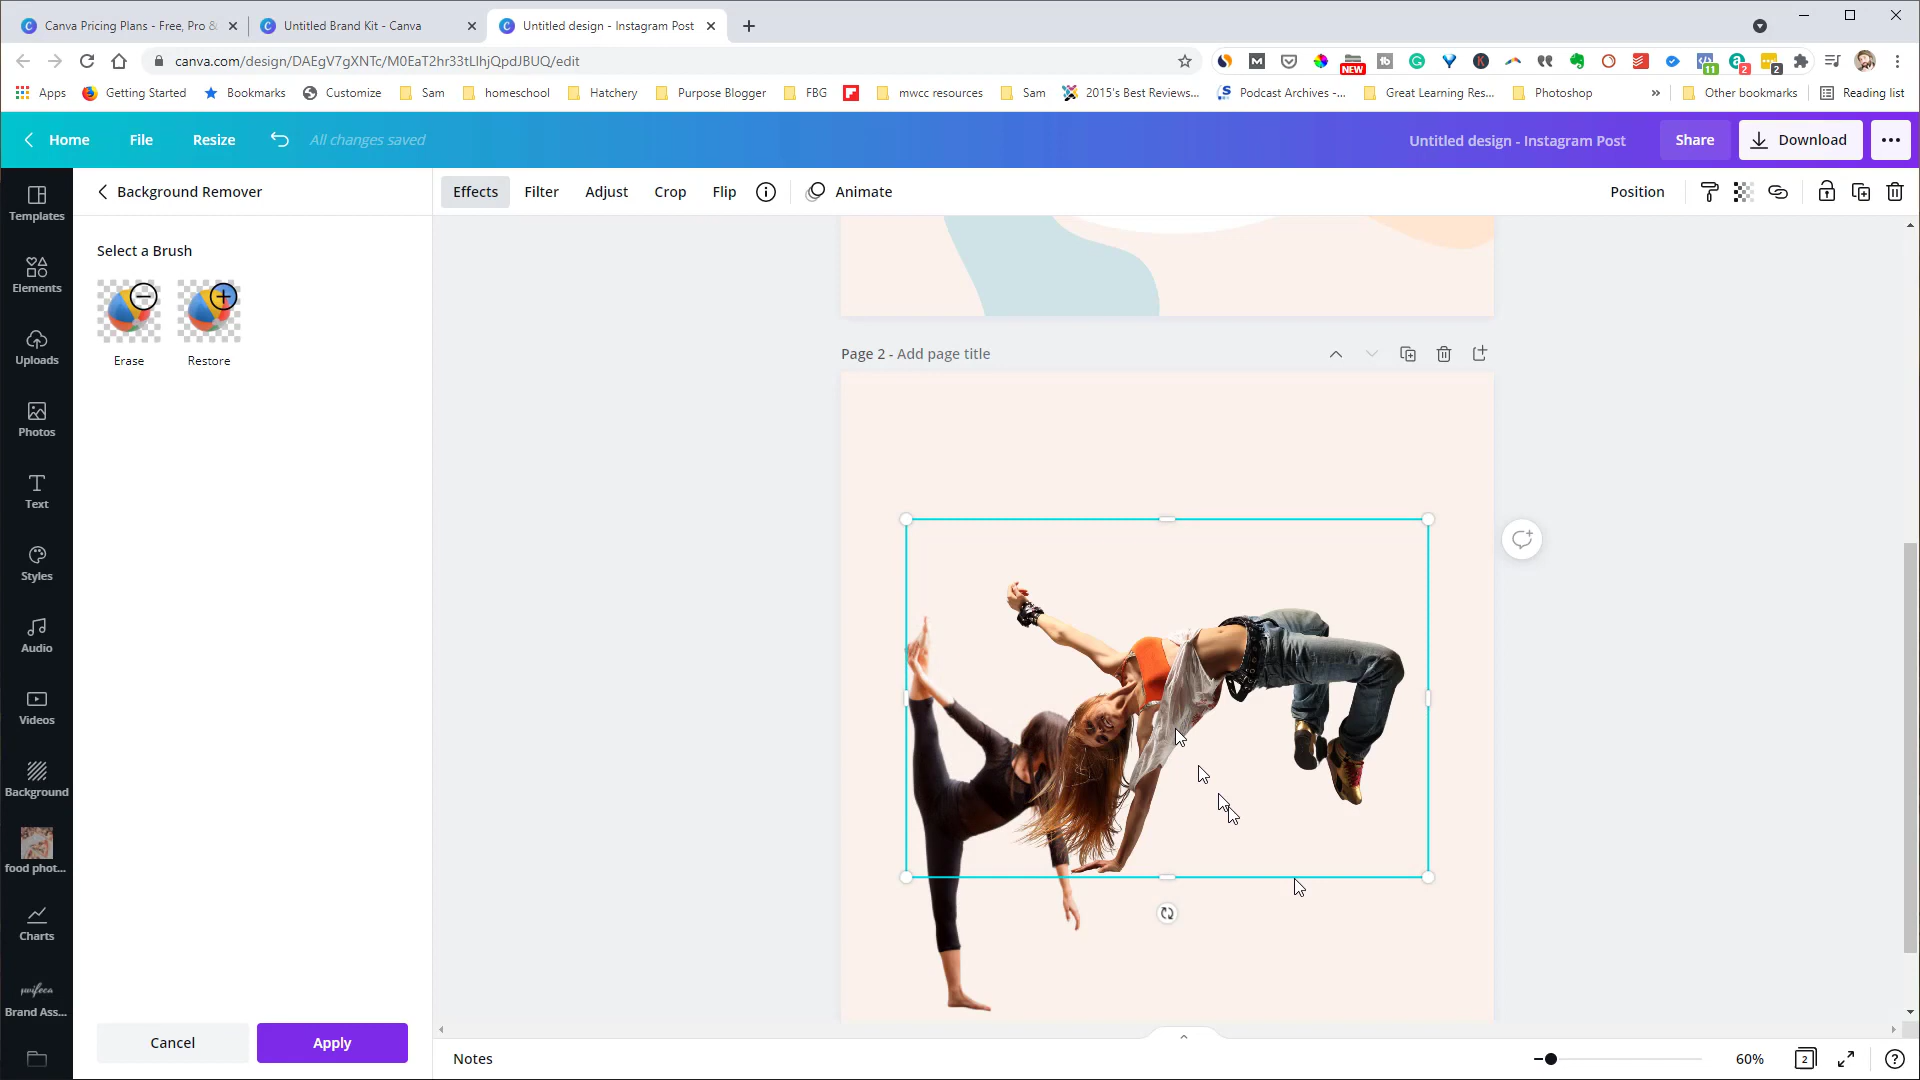 Canva Pricing Plans - Free, Pro &
Untitled Brand Kit - Canva
Untitled design - Instagram Post
canva.com/design/DAEgV7gXNTc/M0EaT2hr33tLIhjQpdJBUQ/edit
NEW
11
2
2
Apps
Getting Started
Bookmarks
Customize
Sam
homeschool
Hatchery
Purpose Blogger
FBG
mwcc resources
Sam
2015's Best Reviews...
Podcast Archives -...
Great Learning Res...
Photoshop
»
Other bookmarks
Reading list
Home
File
Resize
All changes saved
Untitled design - Instagram Post
Share
Download
Background Remover
Effects
Filter
Adjust
Crop
Flip
Animate
Position
Templates
Elements
Uploads
Photos
Text
Styles
Audio
Videos
Background
food phot...
Charts
Brand Ass...
Select a Brush
Erase
Restore
Page 2 - Add page title
Cancel
Apply
Notes
60%
2